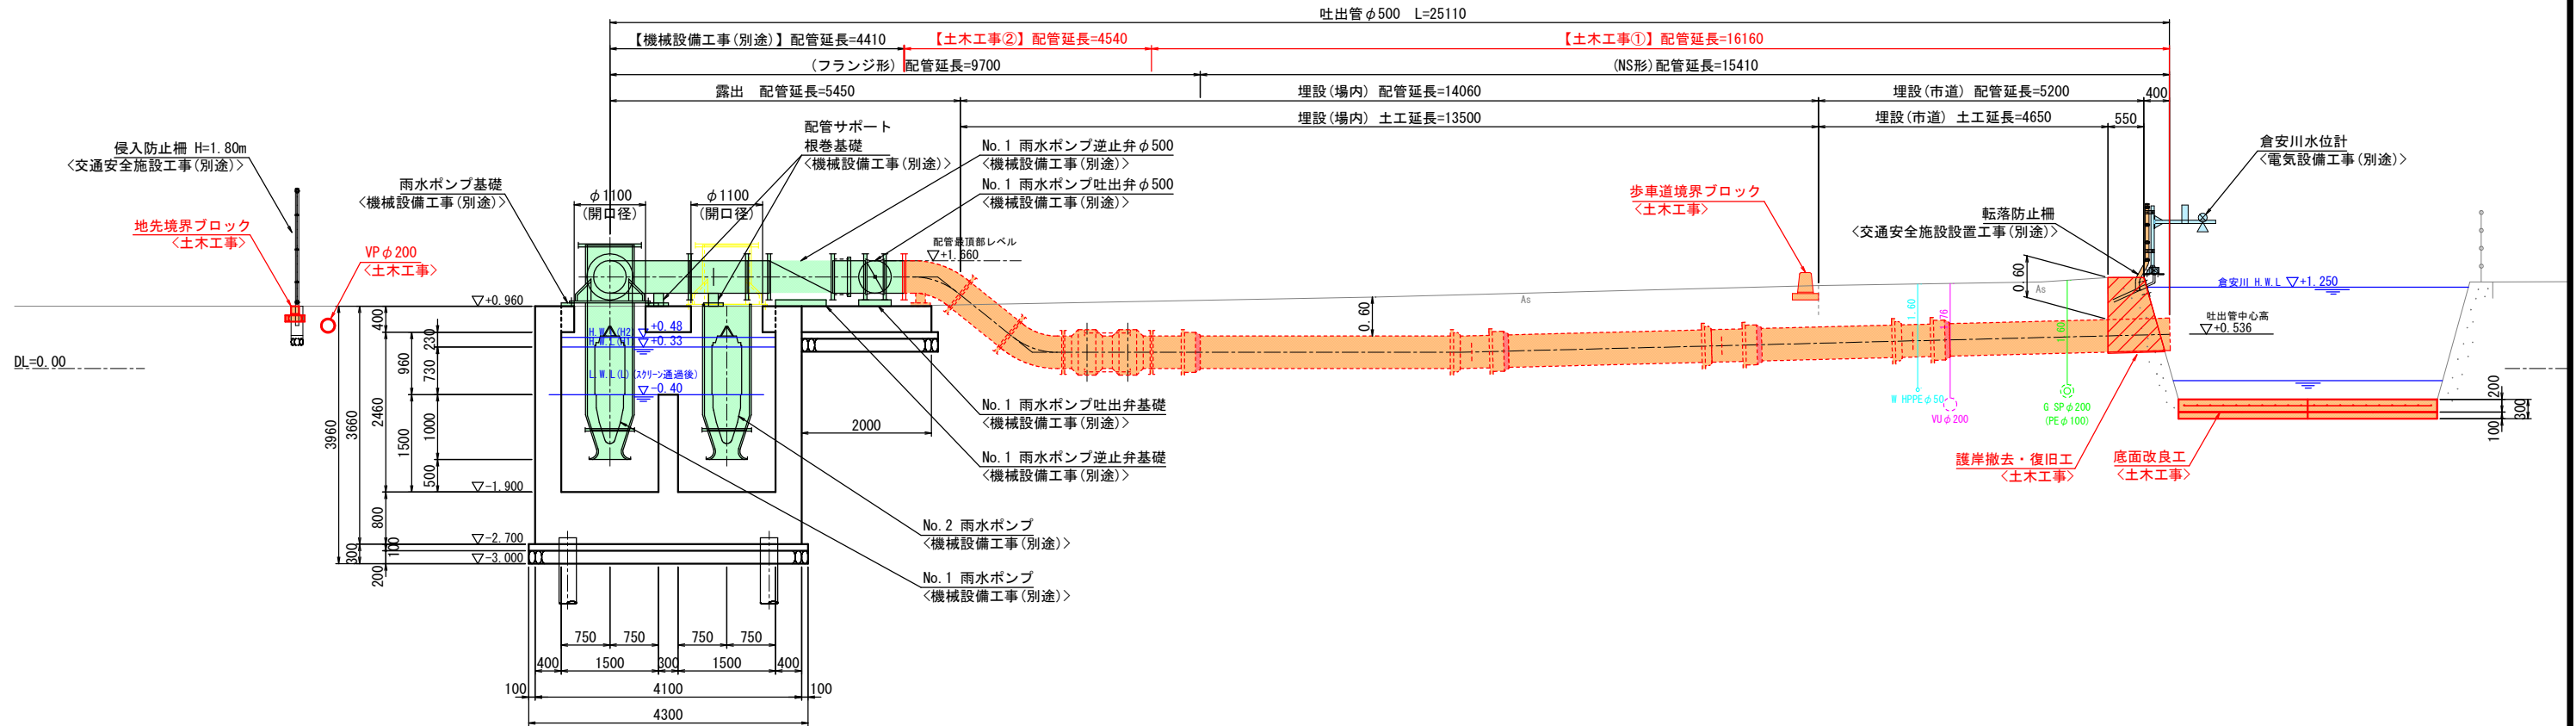 吐出管φ500　L=25110
【機械設備工事(別途)】配管延長=4410
【土木工事②】配管延長=4540
【土木工事①】配管延長=16160
(フランジ形) 配管延長=9700
(NS形)配管延長=15410
露出　配管延長=5450
埋設(場内) 配管延長=14060
埋設(市道) 配管延長=5200
400
埋設(場内) 土工延長=13500
埋設(市道) 土工延長=4650
550
侵入防止柵 H=1.80m
<交通安全施設工事(別途)>
地先境界ブロック
<土木工事>
VPφ200
<土木工事>
雨水ポンプ基礎
<機械設備工事(別途)>
φ1100
(開口径)
φ1100
(開口径)
配管サポート
根巻基礎
<機械設備工事(別途)>
No.1 雨水ポンプ逆止弁φ500
<機械設備工事(別途)>
No.1 雨水ポンプ吐出弁φ500
<機械設備工事(別途)>
配管最頂部レベル
▽+1.660
歩車道境界ブロック
<土木工事>
転落防止柵
<交通安全施設設置工事(別途)>
倉安川水位計
<電気設備工事(別途)>
0.60
As
As
0.60
倉安川 H.W.L ▽+1.250
吐出管中心高
▽+0.536
DL=0.00
▽+0.960
H.W.L(H2) ▽+0.48
H.W.L(H1) ▽+0.33
L.W.L(L)(スクリーン通過後)
▽-0.40
▽-1.900
▽-2.700
▽-3.000
400
230
960
730
2460
3660
3960
1500
1000
500
800
100
300
200
2000
No.1 雨水ポンプ吐出弁基礎
<機械設備工事(別途)>
No.1 雨水ポンプ逆止弁基礎
<機械設備工事(別途)>
No.2 雨水ポンプ
<機械設備工事(別途)>
No.1 雨水ポンプ
<機械設備工事(別途)>
1.60
W HPPEφ50
VUφ200
1.60
G SPφ200
(PEφ100)
護岸撤去・復旧工
<土木工事>
底面改良工
<土木工事>
200
300
100
750
750
750
750
400
1500
300
1500
400
100
4100
100
4300